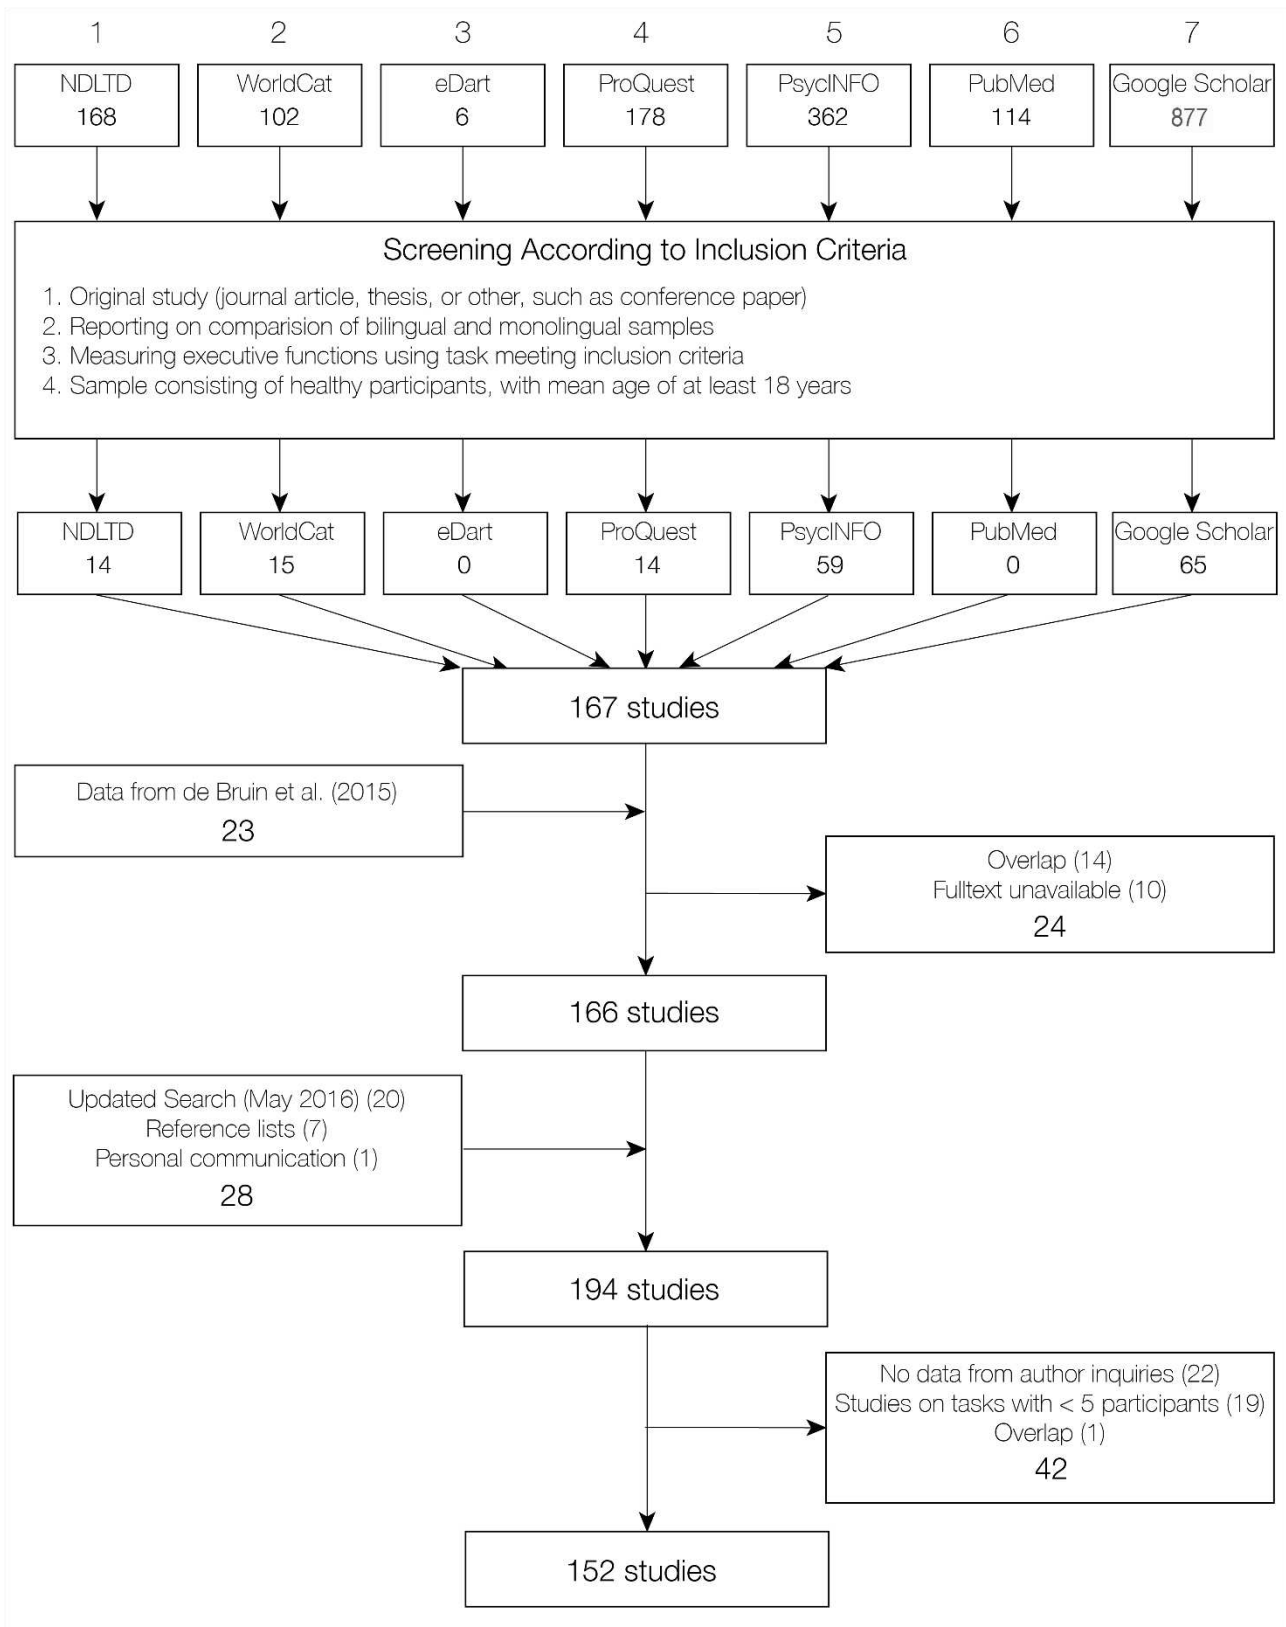 1 2 3 4 5 6 7
NDLTD WorldCat eDart ProQuest PsycINFO PubMed Google Scholar
168 102 6 178 362 114 877
Screening According to Inclusion Criteria
1. Original study (journal article, thesis, or other, such as conference paper)
2. Reporting on comparision of bilingual and monolingual samples
3. Measuring executive functions using task meeting inclusion criteria
4. Sample consisting of healthy participants, with mean age of at least 18 years
NDLTD WorldCat eDart ProQuest PsycINFO PubMed Google Scholar
14 15 0 14 59 0 65
167 studies
Data from de Bruin et al. (2015)
23
Overlap (14)
Fulltext unavailable (10)
24
166 studies
Updated Search (May 2016) (20)
Reference lists (7)
Personal communication (1)
28
194 studies
No data from author inquiries (22)
Studies on tasks with < 5 participants (19)
Overlap (1)
42
152 studies